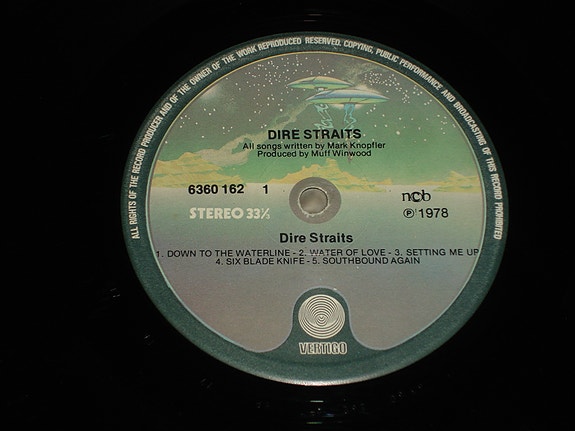 ALL RIGHTS OF THE RECORD PRODUCER AND OF THE OWNER OF THE WORK REPRODUCED RESERVED. COPYING, PUBLIC PERFORMANCE AND BROADCASTING OF THIS RECORD PROHIBITED
DIRE STRAITS
All songs written by Mark Knopfler
Produced by Muff Winwood
6360 162 1
ncb
STEREO 33⅓
℗ 1978
Dire Straits
1. DOWN TO THE WATERLINE - 2. WATER OF LOVE - 3. SETTING ME UP
4. SIX BLADE KNIFE - 5. SOUTHBOUND AGAIN
VERTIGO